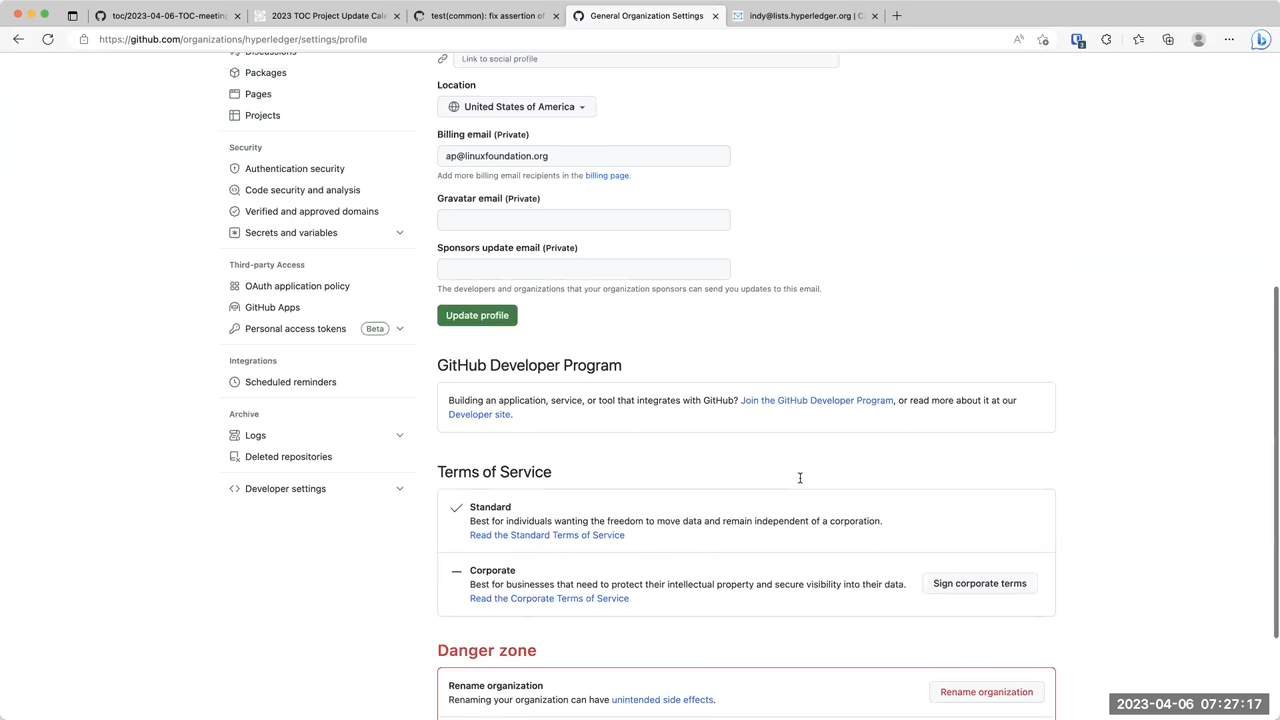 toc/2023-04-06-TOC-meeting
2023 TOC Project Update Cale
test(common): fix assertion of
General Organization Settings
indy@lists.hyperledger.org | C
https://github.com/organizations/hyperledger/settings/profile
Discussions
Packages
Pages
Projects
Security
Authentication security
Code security and analysis
Verified and approved domains
Secrets and variables
Third-party Access
OAuth application policy
GitHub Apps
Personal access tokens Beta
Integrations
Scheduled reminders
Archive
Logs
Deleted repositories
Developer settings
Link to social profile
Location
United States of America
Billing email (Private)
ap@linuxfoundation.org
Add more billing email recipients in the billing page.
Gravatar email (Private)
Sponsors update email (Private)
The developers and organizations that your organization sponsors can send you updates to this email.
Update profile
GitHub Developer Program
Building an application, service, or tool that integrates with GitHub? Join the GitHub Developer Program, or read more about it at our
Developer site.
Terms of Service
Standard
Best for individuals wanting the freedom to move data and remain independent of a corporation.
Read the Standard Terms of Service
Corporate
Best for businesses that need to protect their intellectual property and secure visibility into their data.
Read the Corporate Terms of Service
Sign corporate terms
Danger zone
Rename organization
Renaming your organization can have unintended side effects.
Rename organization
2023-04-06 07:27:17